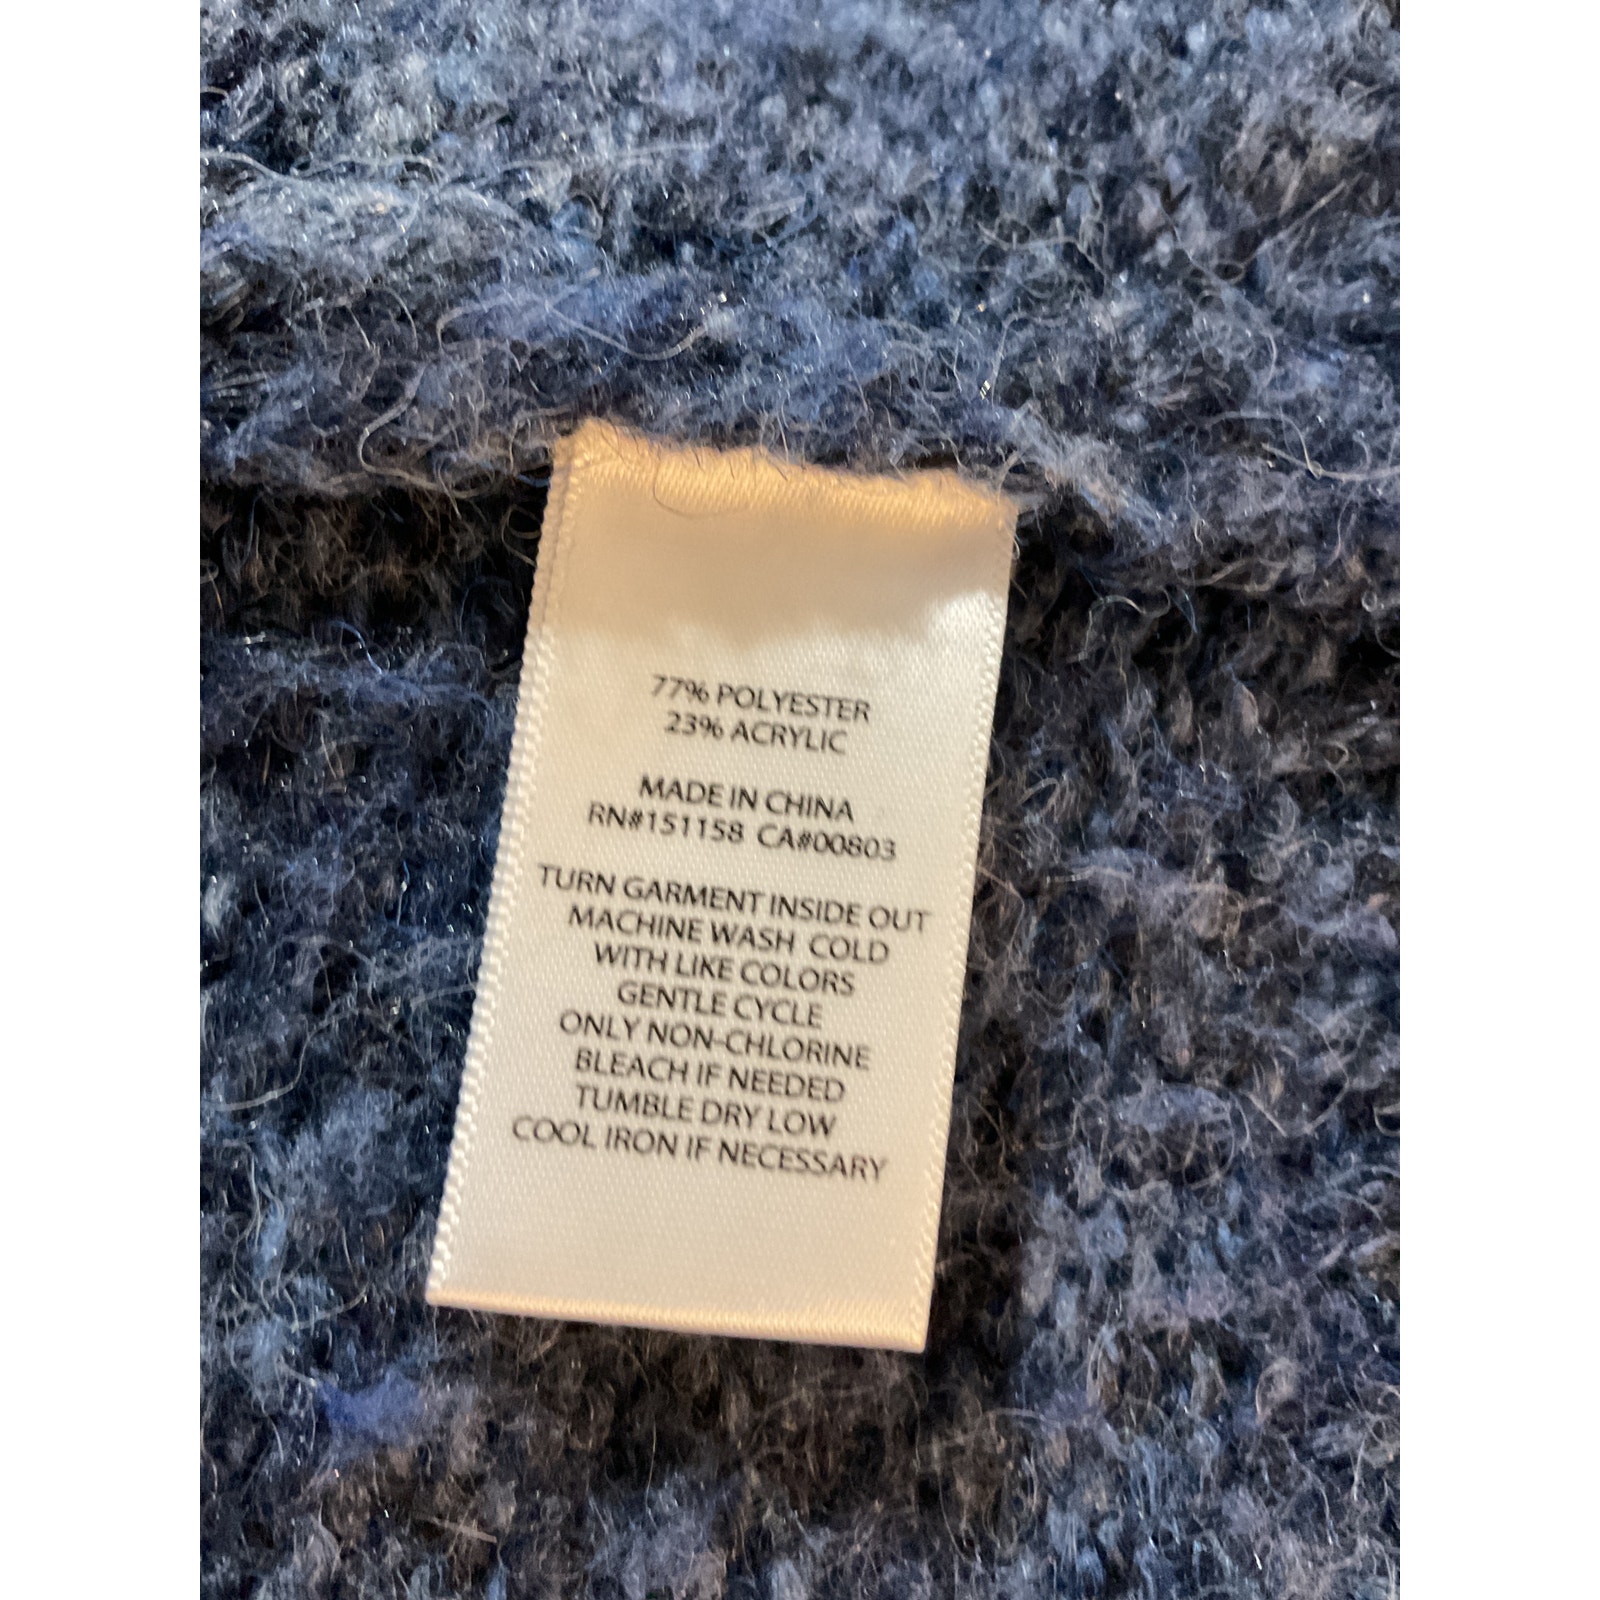 77% POLYESTER
23% ACRYLIC
MADE IN CHINA
RN#151158 CA#00803
TURN GARMENT INSIDE OUT
MACHINE WASH COLD
WITH LIKE COLORS
GENTLE CYCLE
ONLY NON-CHLORINE
BLEACH IF NEEDED
TUMBLE DRY LOW
COOL IRON IF NECESSARY